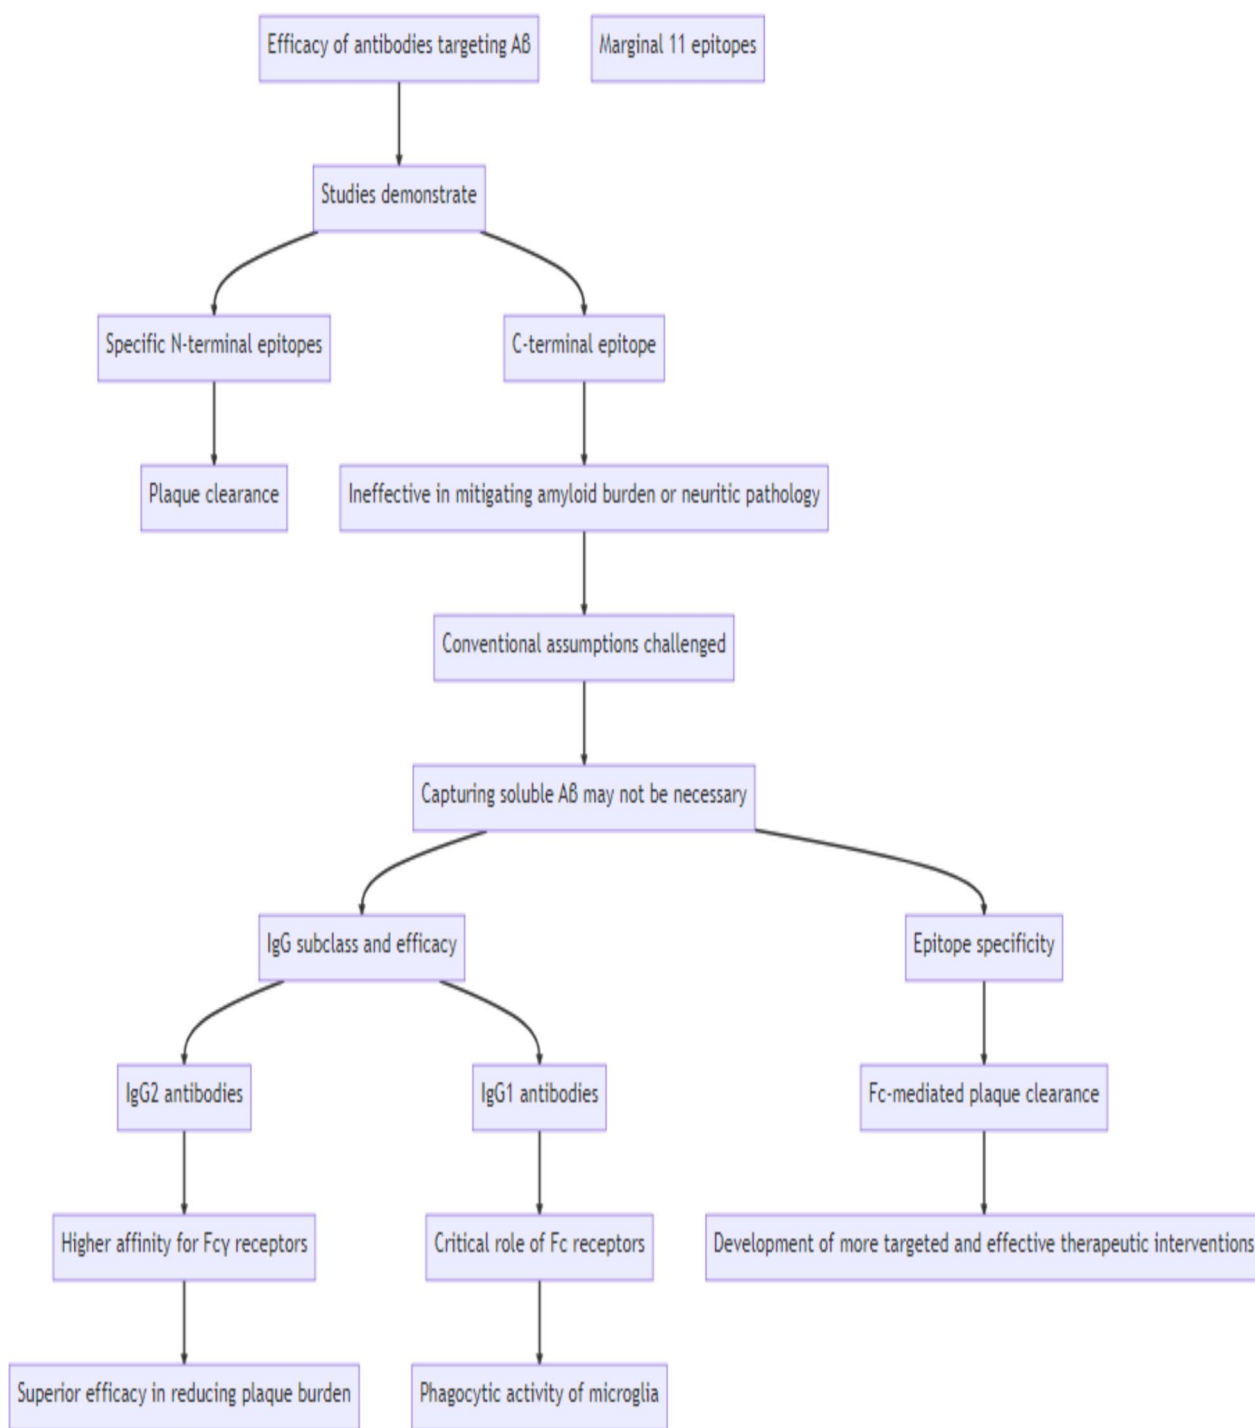 Efficacy of antibodies targeting Aß
Marginal 11 epitopes
Studies demonstrate
Specific N-terminal epitopes
C-terminal epitope
Plaque clearance
Ineffective in mitigating amyloid burden or neuritic pathology
Conventional assumptions challenged
Capturing soluble Aß may not be necessary
IgG subclass and efficacy
Epitope specificity
IgG2 antibodies
IgG1 antibodies
Fc-mediated plaque clearance
Higher affinity for Fcγ receptors
Critical role of Fc receptors
Development of more targeted and effective therapeutic interventions
Superior efficacy in reducing plaque burden
Phagocytic activity of microglia